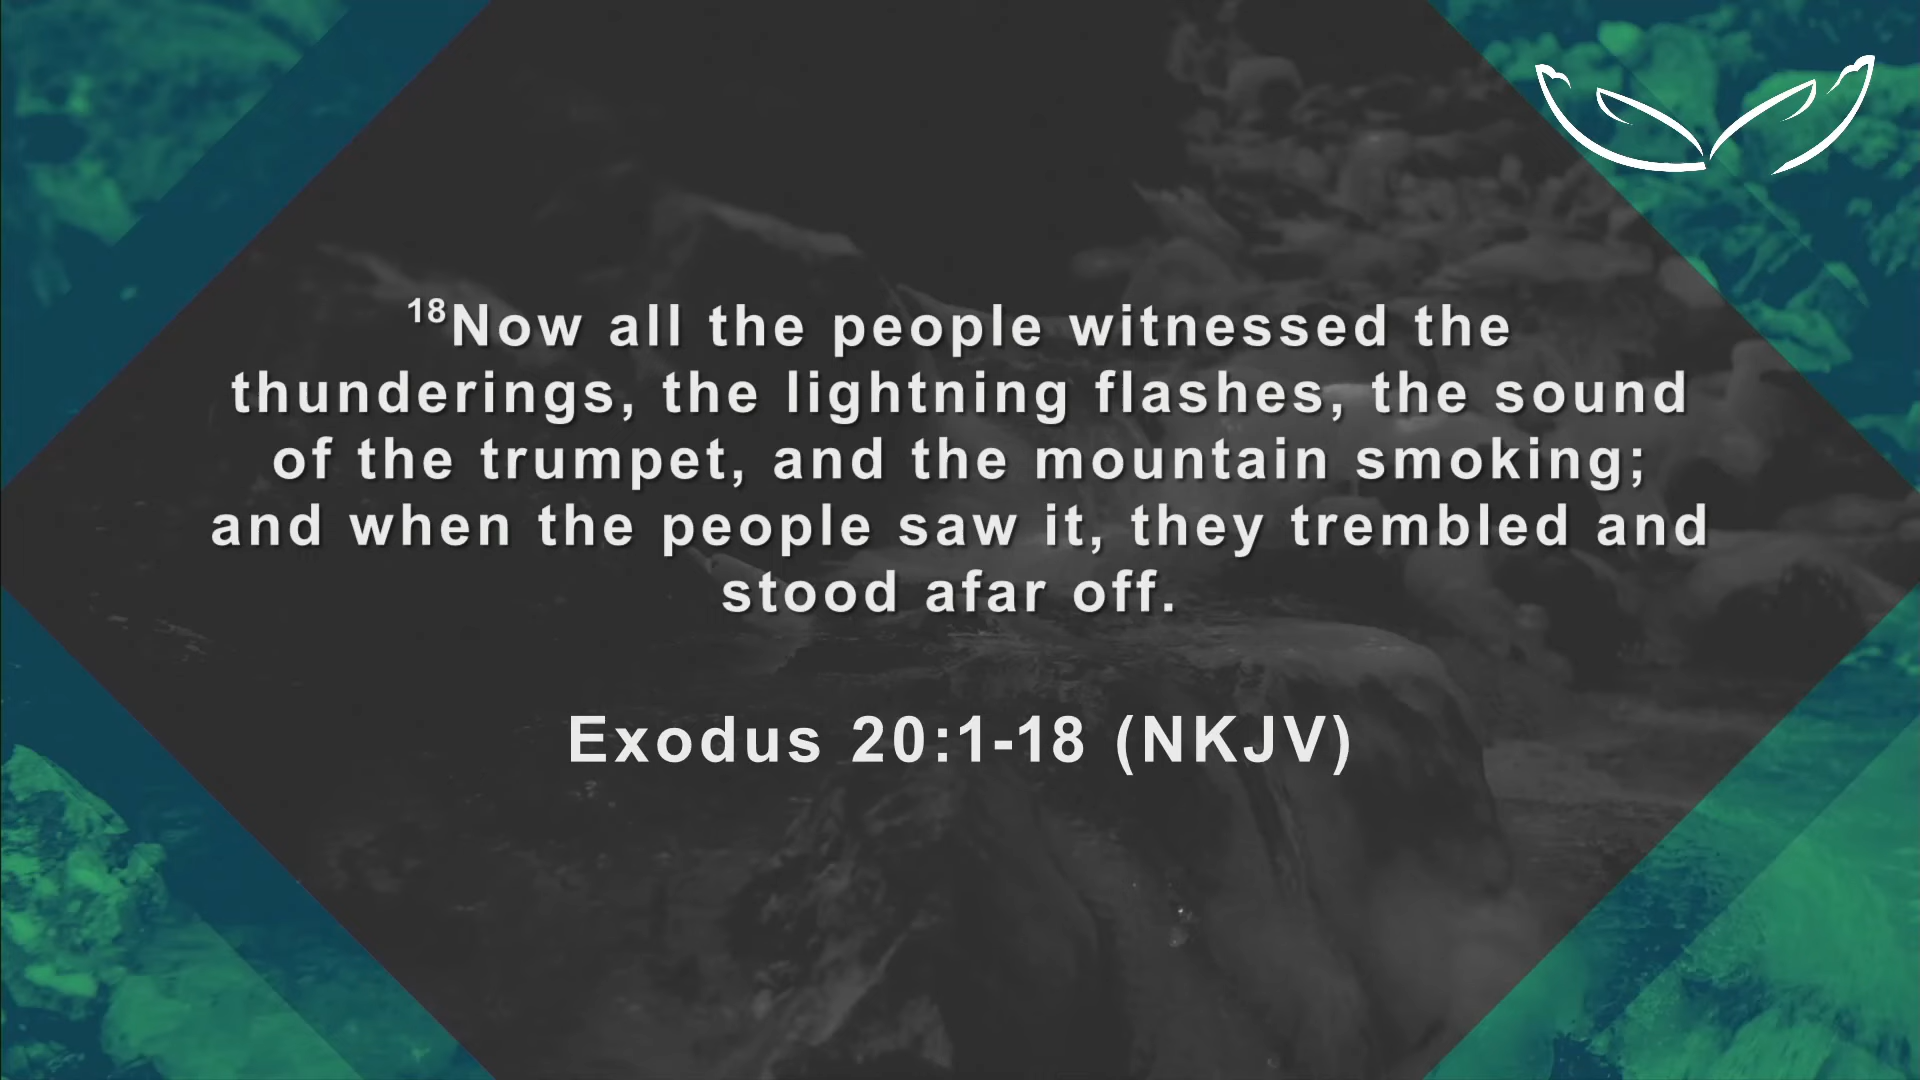 18Now all the people witnessed the
thunderings, the lightning flashes, the sound
of the trumpet, and the mountain smoking;
and when the people saw it, they trembled and
stood afar off.
Exodus 20:1-18 (NKJV)